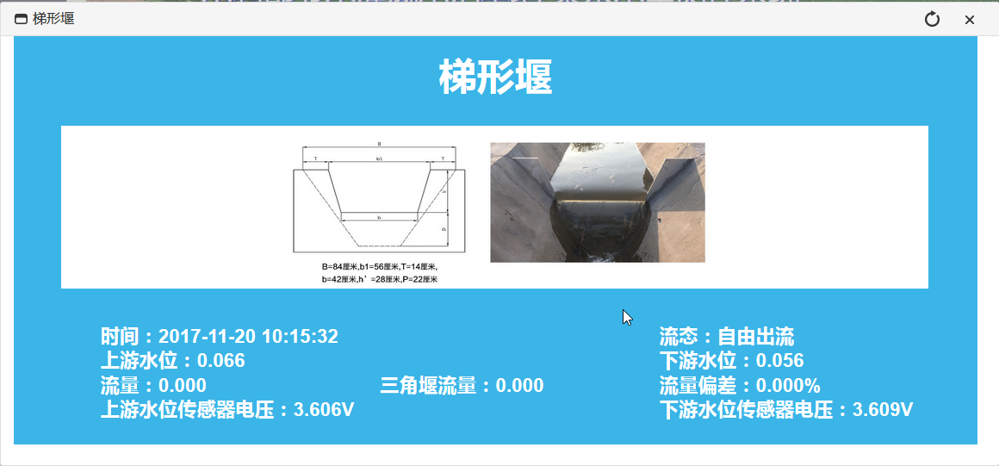 梯形堰
梯形堰
B
T
b1
T
h
b
P
B=84厘米,b1=56厘米,T=14厘米,
b=42厘米,h'=28厘米,P=22厘米
时间：2017-11-20 10:15:32
流态：自由出流
上游水位：0.066
下游水位：0.056
流量：0.000
三角堰流量：0.000
流量偏差：0.000%
上游水位传感器电压：3.606V
下游水位传感器电压：3.609V